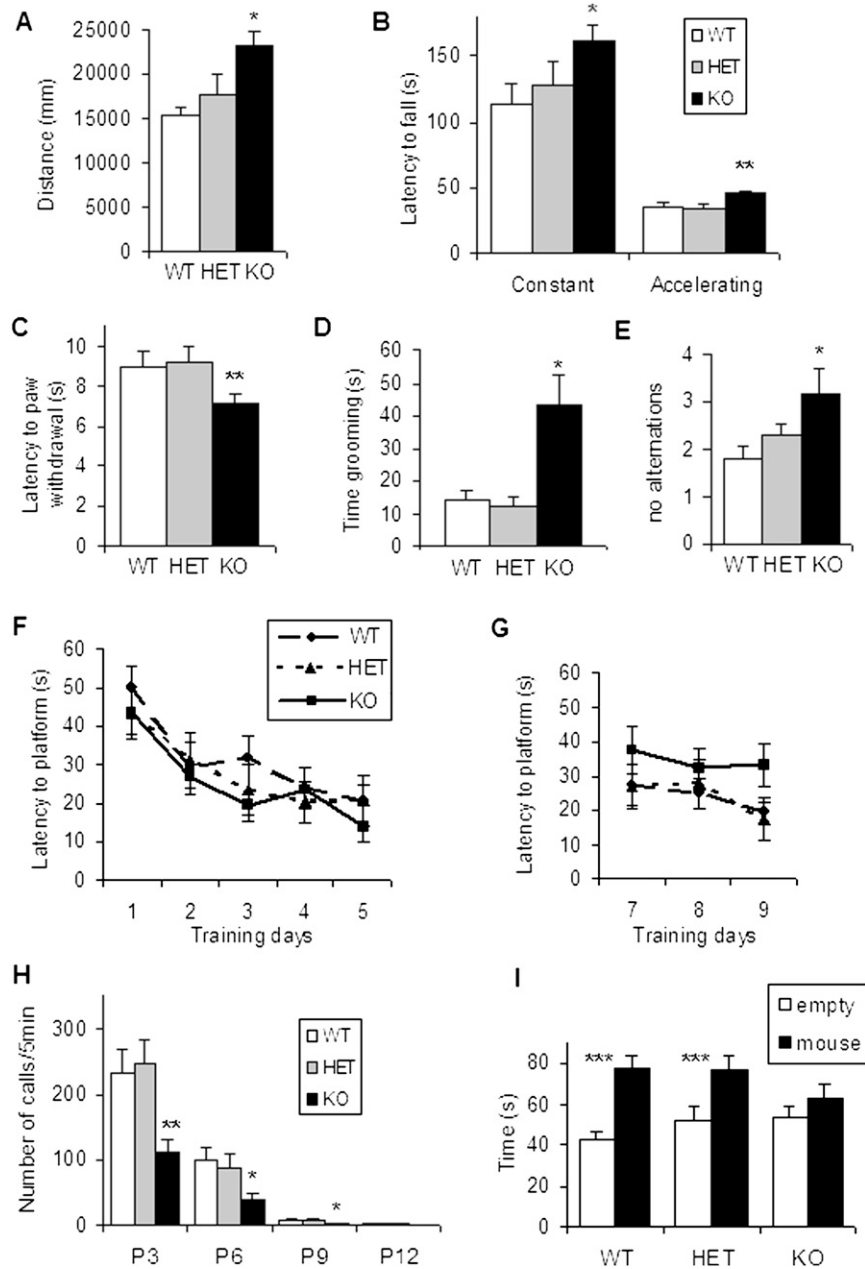 A
Distance (mm)
25000
20000
15000
10000
5000
0
*
WT HET KO
B
Latency to fall (s)
150
100
50
0
*
**
WT
HET
KO
Constant Accelerating
C
Latency to paw
withdrawal (s)
10
8
6
4
2
0
**
WT HET KO
D
Time grooming (s)
60
50
40
30
20
10
0
*
WT HET KO
E
no alternations
4
3
2
1
0
*
WT HET KO
F
Latency to platform (s)
60
50
40
30
20
10
0
WT
HET
KO
1 2 3 4 5
Training days
G
Latency to platform (s)
60
50
40
30
20
10
0
7 8 9
Training days
H
Number of calls/5min
300
200
100
0
**
*
*
WT
HET
KO
P3 P6 P9 P12
I
Time (s)
80
60
40
20
0
*** ***
empty
mouse
WT HET KO